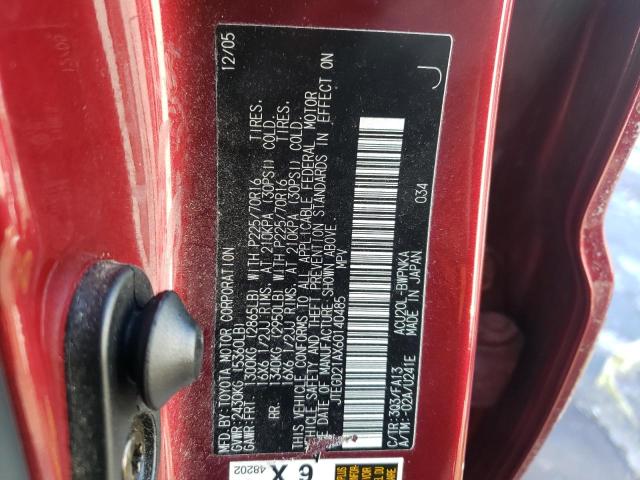 MFD.BY:TOYOTA MOTOR CORPORATION 12/05
GVWR:2430KG (5360LB)
GAWR:FRT 1300KG (2865LB) WITH P225/70R16 TIRES.
16X6 1/2JJ RIMS, AT 210KPA (30PSI) COLD.
RR. 1340KG (2950LB) WITH P225/70R16 TIRES.
16X6 1/2JJ RIMS, AT 210KPA (30PSI) COLD.
THIS VEHICLE CONFORMS TO ALL APPLICABLE FEDERAL MOTOR
VEHICLE SAFETY AND THEFT PREVENTION STANDARDS IN EFFECT ON
THE DATE OF MANUFACTURE SHOWN ABOVE.
JTEGD21AX60140485 MPV
J
034
C/TR:3Q3/FA13 ACU20L-BWPNKA
A/TM:-02A/U241E MADE IN JAPAN
48202